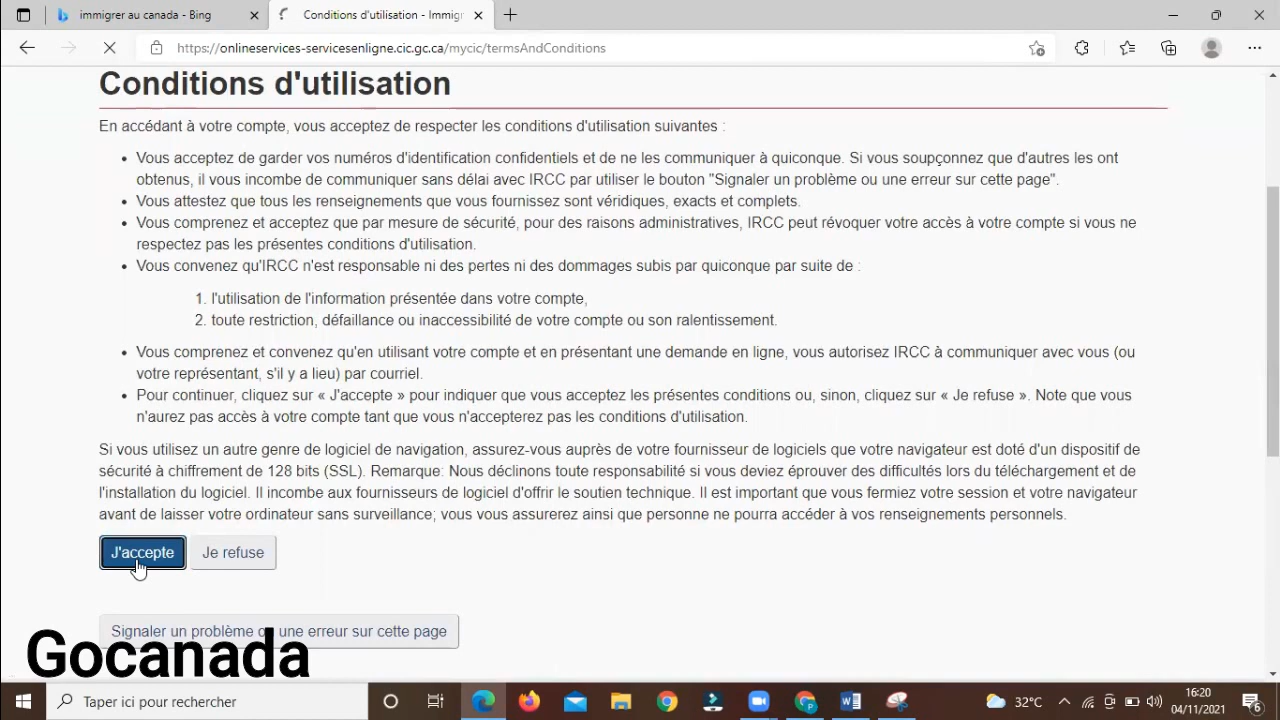 immigrer au canada - Bing
Conditions d'utilisation - Immigr
https://onlineservices-servicesenligne.cic.gc.ca/mycic/termsAndConditions
Conditions d'utilisation
En accédant à votre compte, vous acceptez de respecter les conditions d'utilisation suivantes :
• Vous acceptez de garder vos numéros d'identification confidentiels et de ne les communiquer à quiconque. Si vous soupçonnez que d'autres les ont
obtenus, il vous incombe de communiquer sans délai avec IRCC par utiliser le bouton "Signaler un problème ou une erreur sur cette page".
• Vous attestez que tous les renseignements que vous fournissez sont véridiques, exacts et complets.
• Vous comprenez et acceptez que par mesure de sécurité, pour des raisons administratives, IRCC peut révoquer votre accès à votre compte si vous ne
respectez pas les présentes conditions d'utilisation.
• Vous convenez qu'IRCC n'est responsable ni des pertes ni des dommages subis par quiconque par suite de :
1. l'utilisation de l'information présentée dans votre compte,
2. toute restriction, défaillance ou inaccessibilité de votre compte ou son ralentissement.
• Vous comprenez et convenez qu'en utilisant votre compte et en présentant une demande en ligne, vous autorisez IRCC à communiquer avec vous (ou
votre représentant, s'il y a lieu) par courriel.
• Pour continuer, cliquez sur « J'accepte » pour indiquer que vous acceptez les présentes conditions ou, sinon, cliquez sur « Je refuse ». Note que vous
n'aurez pas accès à votre compte tant que vous n'accepterez pas les conditions d'utilisation.
Si vous utilisez un autre genre de logiciel de navigation, assurez-vous auprès de votre fournisseur de logiciels que votre navigateur est doté d'un dispositif de
sécurité à chiffrement de 128 bits (SSL). Remarque: Nous déclinons toute responsabilité si vous deviez éprouver des difficultés lors du téléchargement et de
l'installation du logiciel. Il incombe aux fournisseurs de logiciel d'offrir le soutien technique. Il est important que vous fermiez votre session et votre navigateur
avant de laisser votre ordinateur sans surveillance; vous vous assurerez ainsi que personne ne pourra accéder à vos renseignements personnels.
J'accepte Je refuse
Signaler un problème ou une erreur sur cette page
Gocanada
Taper ici pour rechercher
32°C
16:20
04/11/2021
6